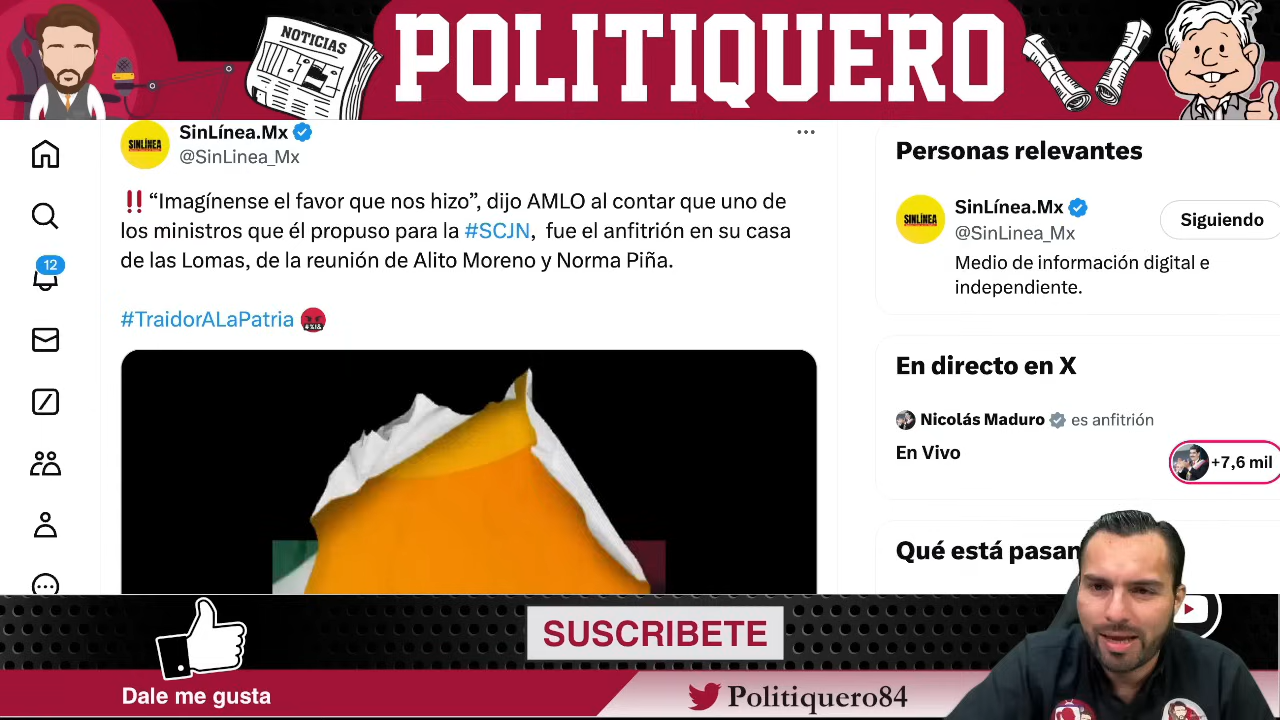 NOTICIAS
POLITIQUERO
SinLínea.Mx
@SinLinea_Mx
SINLÍNEA
‼️ “Imagínense el favor que nos hizo”, dijo AMLO al contar que uno de
los ministros que él propuso para la #SCJN, fue el anfitrión en su casa
de las Lomas, de la reunión de Alito Moreno y Norma Piña.
#TraidorALaPatria
12
Personas relevantes
SINLÍNEA
SinLínea.Mx
@SinLinea_Mx
Siguiendo
Medio de información digital e
independiente.
En directo en X
Nicolás Maduro es anfitrión
En Vivo
+7,6 mil
Qué está pasan
SUSCRIBETE
Dale me gusta
Politiquero84